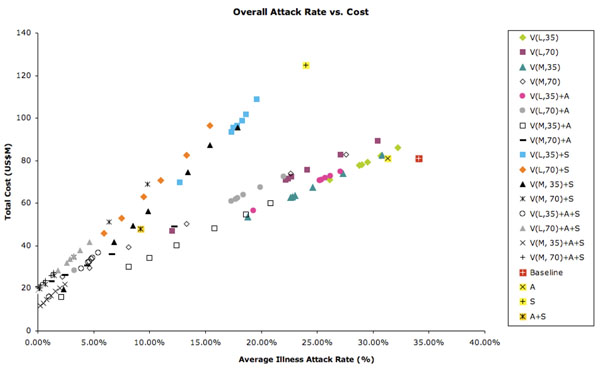 Overall Attack Rate vs. Cost
140
120
100
80
60
40
20
0
Total Cost (US$M)
0.00% 5.00% 10.00% 15.00% 20.00% 25.00% 30.00% 35.00% 40.00%
Average Illness Attack Rate (%)
V(L,35)
V(L,70)
V(M,35)
V(M,70)
V(L,35)+A
V(L,70)+A
V(M,35)+A
V(M,70)+A
V(L,35)+S
V(L,70)+S
V(M, 35)+S
V(M, 70)+S
V(L,35)+A+S
V(L,70)+A+S
V(M, 35)+A+S
V(M, 70)+A+S
Baseline
A
S
A+S